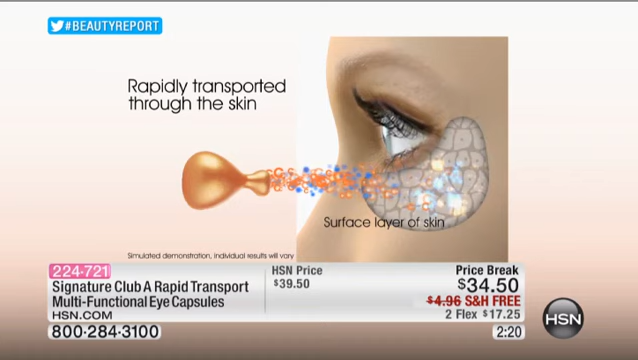 #BEAUTYREPORT
Rapidly transported
through the skin
Surface layer of skin
Simulated demonstration, individual results will vary
224-721
Signature Club A Rapid Transport
Multi-Functional Eye Capsules
HSN.COM
HSN Price
$39.50
Price Break
$34.50
$4.96 S&H FREE
2 Flex $17.25
800-284-3100
2:20
HSN